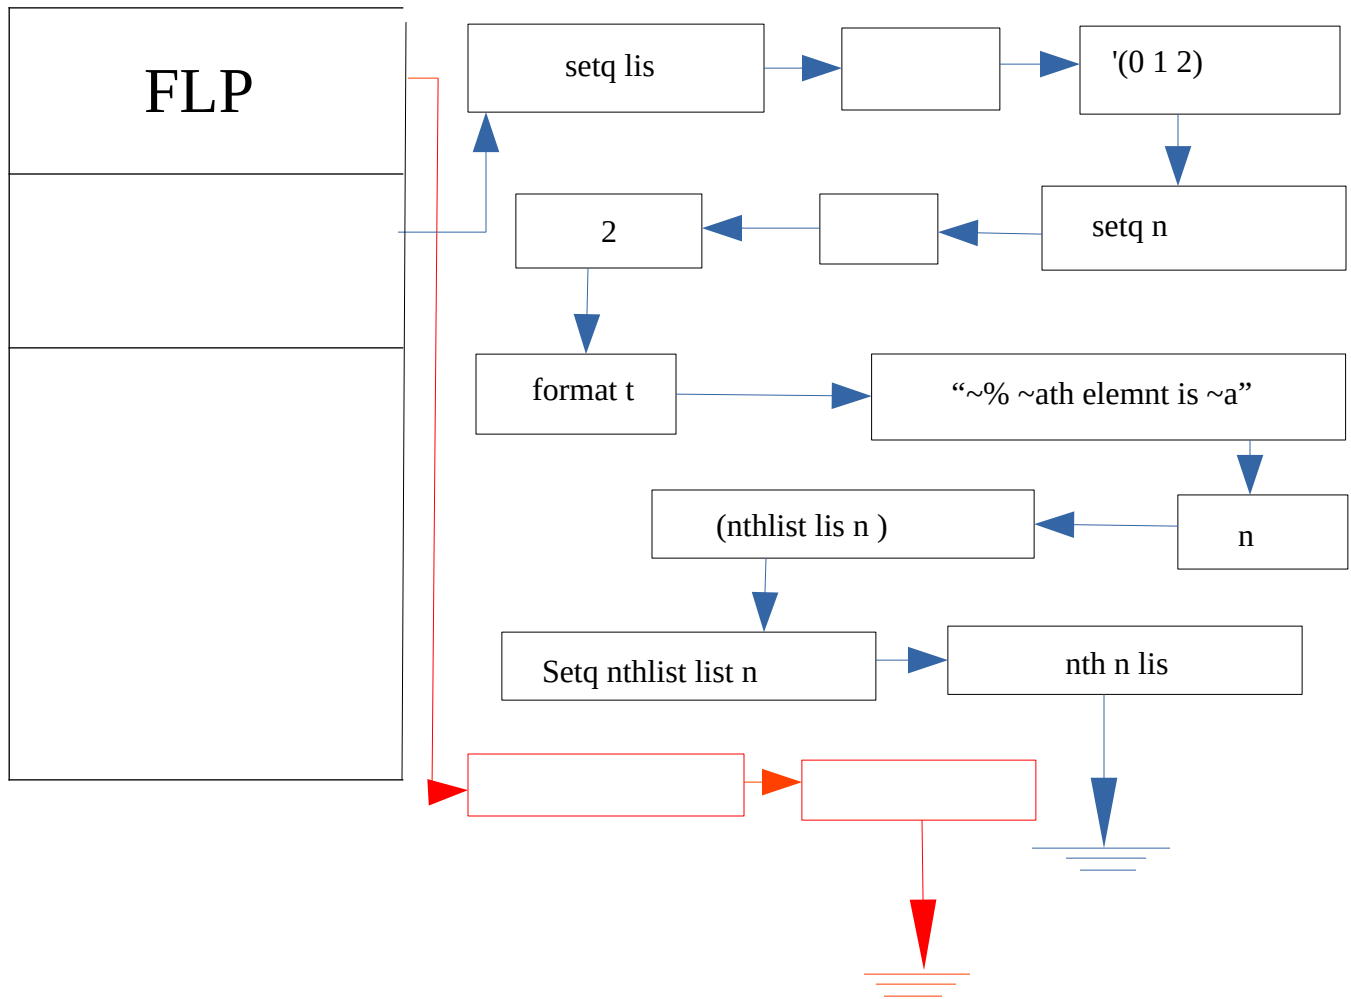 FLP
setq lis
'(0 1 2)
setq n
2
format t
“~% ~ath elemnt is ~a”
n
(nthlist lis n )
Setq nthlist list n
nth n lis